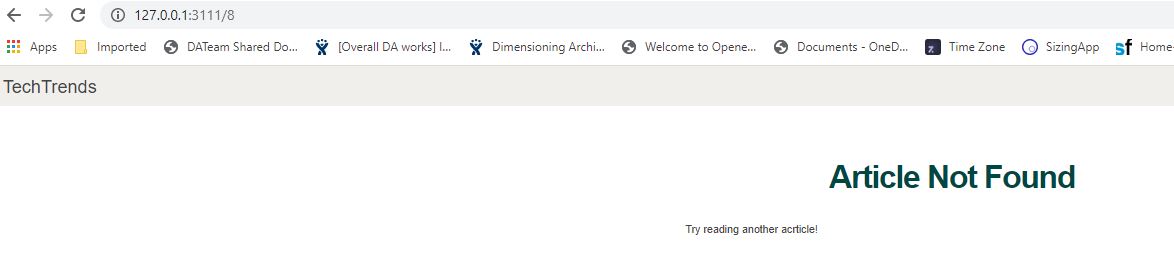 127.0.0.1:3111/8
Apps Imported DATeam Shared Do... [Overall DA works] I... Dimensioning Archi... Welcome to Opene... Documents - OneD... Time Zone SizingApp Home
TechTrends
Article Not Found
Try reading another acrticle!